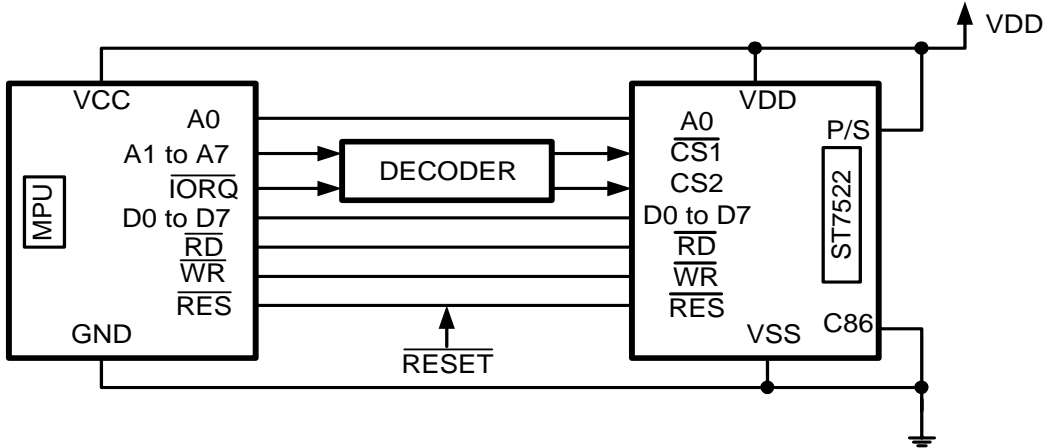 VDD
VCC
A0
A1 to A7
IORQ
D0 to D7
RD
WR
RES
GND
MPU
DECODER
RESET
VDD
A0
CS1
CS2
D0 to D7
RD
WR
RES
VSS
P/S
ST7522
C86